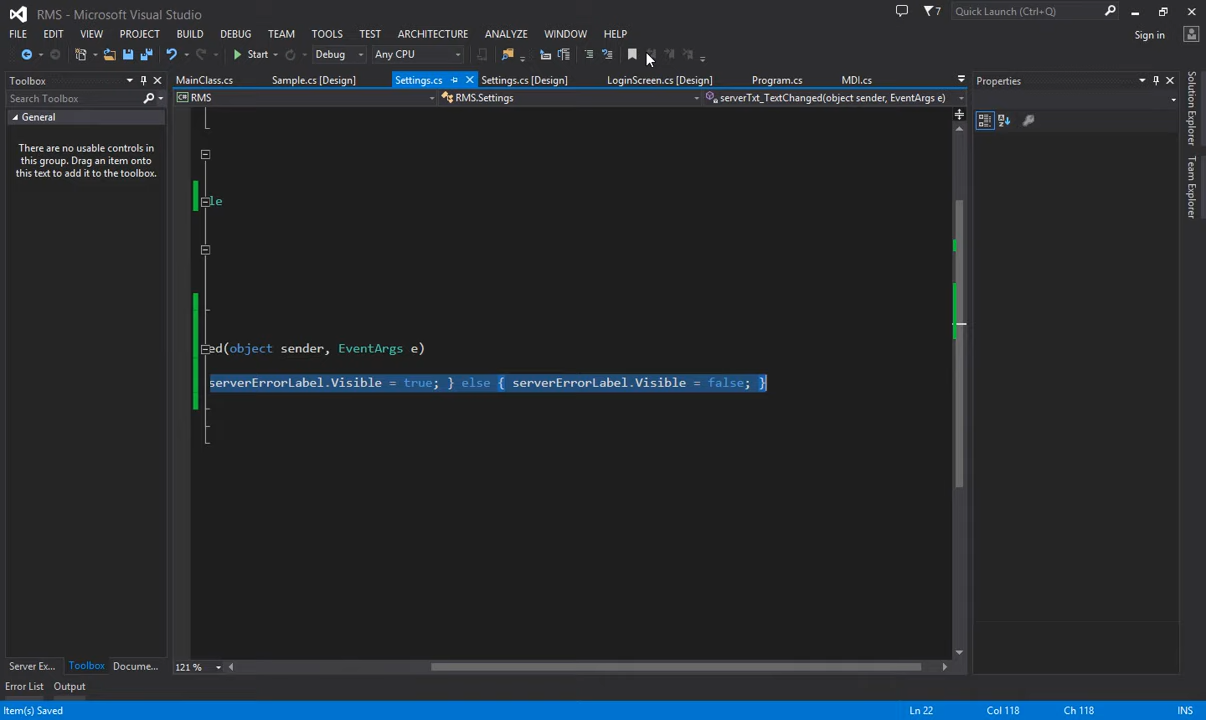 RMS - Microsoft Visual Studio
7
Quick Launch (Ctrl+Q)
FILE EDIT VIEW PROJECT BUILD DEBUG TEAM TOOLS TEST ARCHITECTURE ANALYZE WINDOW HELP
Sign in
Start Debug Any CPU
Toolbox
MainClass.cs Sample.cs [Design] Settings.cs Settings.cs [Design] LoginScreen.cs [Design] Program.cs MDI.cs
Properties
Search Toolbox
RMS RMS.Settings serverTxt_TextChanged(object sender, EventArgs e)
General
There are no usable controls in
this group. Drag an item onto
this text to add it to the toolbox.
Solution Explorer
Team Explorer
le
ed(object sender, EventArgs e)
serverErrorLabel.Visible = true; } else { serverErrorLabel.Visible = false; }
121 %
Server Ex... Toolbox Docume...
Error List Output
Item(s) Saved Ln 22 Col 118 Ch 118 INS